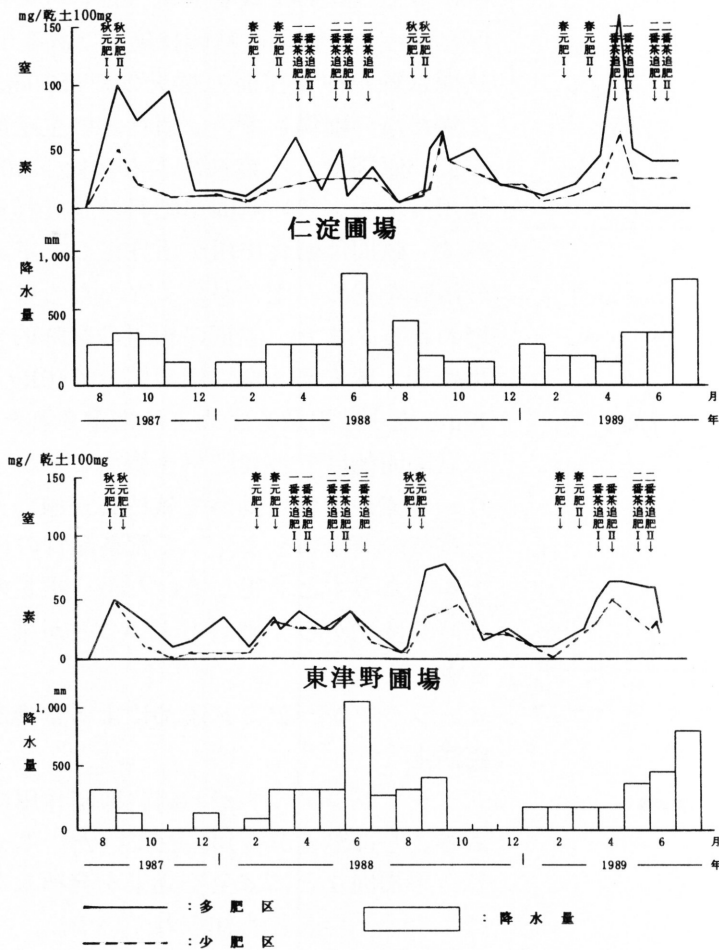 mg/乾土100mg
150
100
50
0
窒素
秋元肥Ⅰ→
秋元肥Ⅱ→
春元肥Ⅰ→
春元肥Ⅱ→
一番茶追肥Ⅰ→
一番茶追肥Ⅱ→
二番茶追肥Ⅰ→
二番茶追肥Ⅱ→
二番茶追肥→
秋元肥Ⅰ→
秋元肥Ⅱ→
春元肥Ⅰ→
春元肥Ⅱ→
一番茶追肥Ⅰ→
一番茶追肥Ⅱ→
二番茶追肥Ⅰ→
二番茶追肥Ⅱ→
仁淀圃場
mm
1,000
500
0
降水量
8 10 12 2 4 6 8 10 12 2 4 6 月
1987 1988 1989 年
mg/ 乾土100mg
150
100
50
0
窒素
秋元肥Ⅰ→
秋元肥Ⅱ→
春元肥Ⅰ→
春元肥Ⅱ→
一番茶追肥Ⅰ→
一番茶追肥Ⅱ→
二番茶追肥Ⅰ→
二番茶追肥Ⅱ→
三番茶追肥→
秋元肥Ⅰ→
秋元肥Ⅱ→
春元肥Ⅰ→
春元肥Ⅱ→
一番茶追肥Ⅰ→
一番茶追肥Ⅱ→
二番茶追肥Ⅰ→
二番茶追肥Ⅱ→
東津野圃場
mm
1,000
500
0
降水量
8 10 12 2 4 6 8 10 12 2 4 6 月
1987 1988 1989 年
:多肥区
:少肥区
:降水量